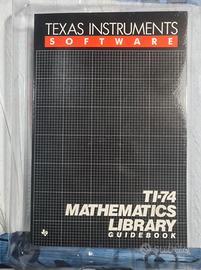 TEXAS INSTRUMENTS
SOFTWARE
TI-74
MATHEMATICS
LIBRARY
GUIDEBOOK